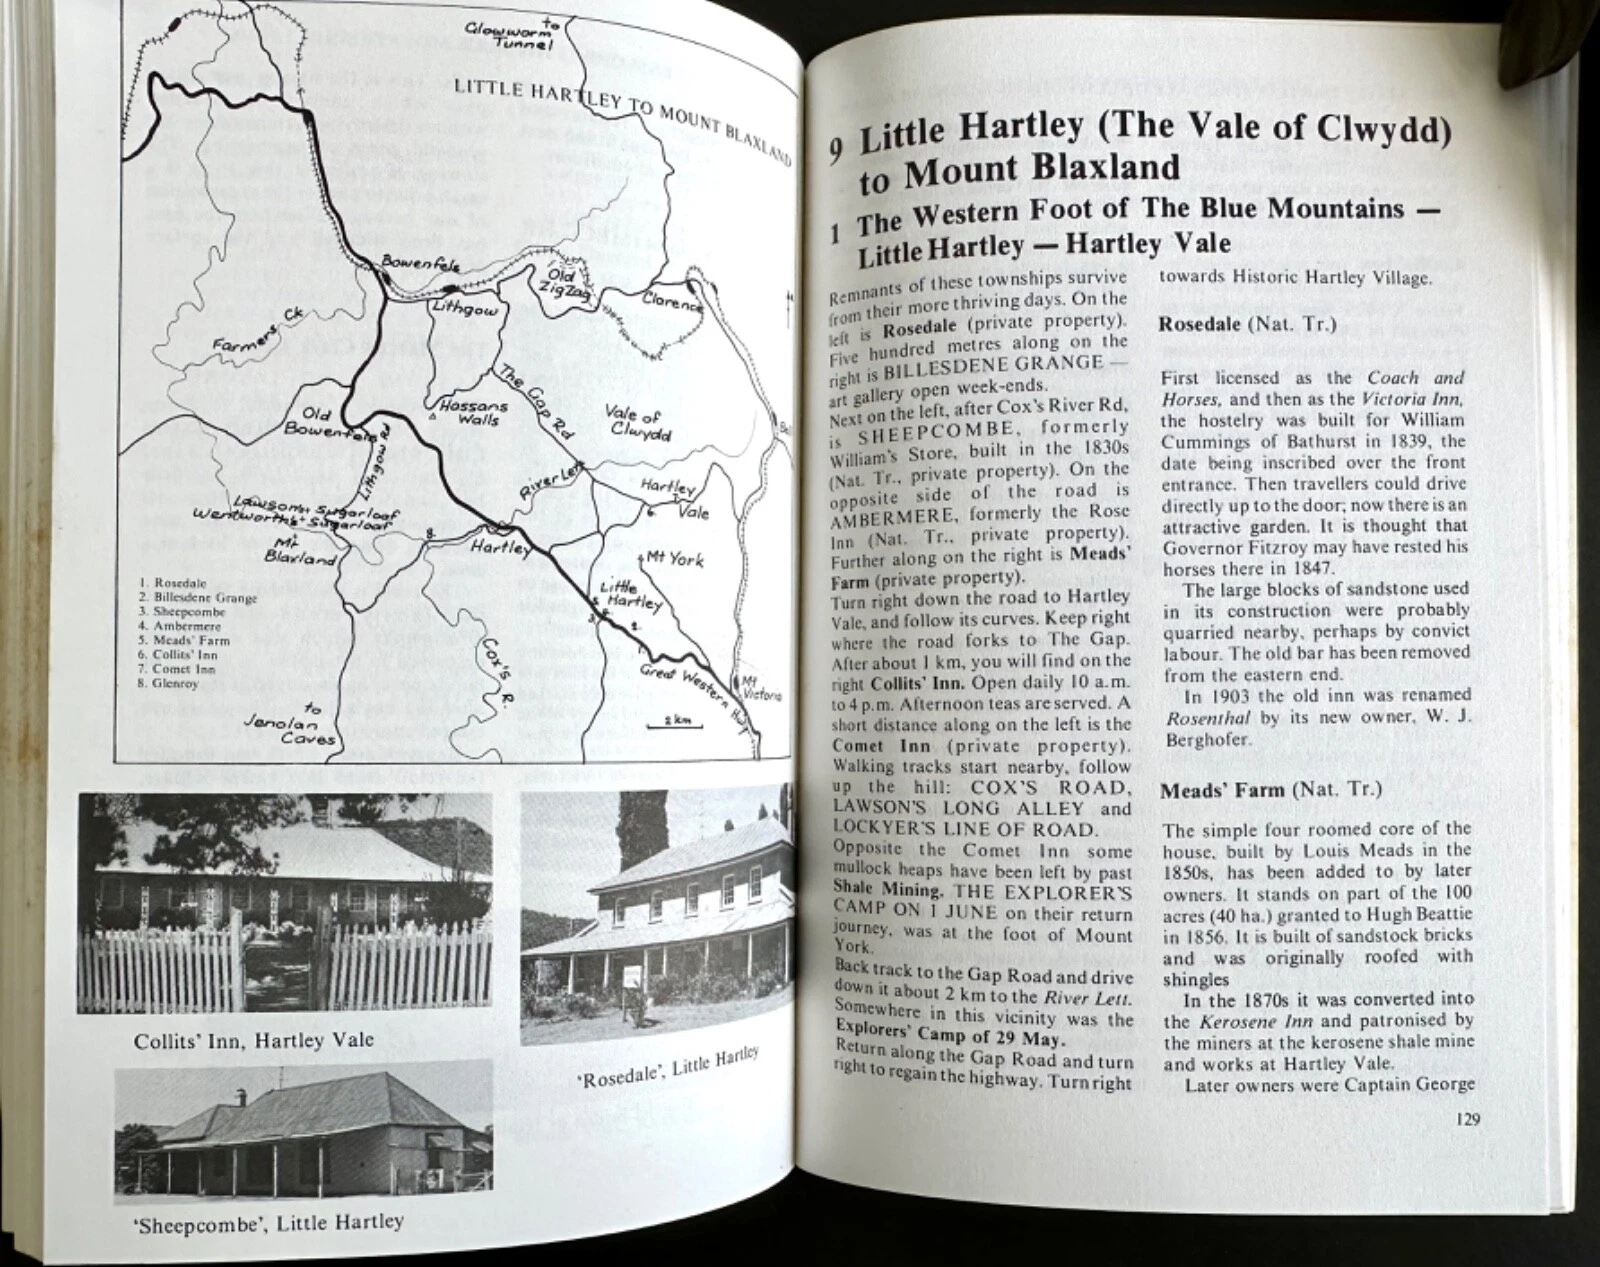 to
Glowworm
Tunnel
LITTLE HARTLEY TO MOUNT BLAXLAND
Bowenfels
Old
ZigZag
Clarence
Lithgow
Farmers Ck
The Gap Rd
Hassans
Walls
Vale of
Clwydd
Old
Bowenfels
Lithgow Rd
River Lett
Hartley
Vale
6.
Lawson's Sugarloaf
Wentworth's Sugarloaf
8.
Mt
Blaxland
Hartley
Mt York
Little
Hartley
1. Rosedale
2. Billesdene Grange
3. Sheepcombe
4. Ambermere
5. Meads' Farm
6. Collits' Inn
7. Comet Inn
8. Glenroy
Cox's R.
Great Western Hwy
Mt
Victoria
2 km
to
Jenolan
Caves
Collits' Inn, Hartley Vale
'Rosedale', Little Hartley
'Sheepcombe', Little Hartley
9 Little Hartley (The Vale of Clwydd)
to Mount Blaxland
1 The Western Foot of The Blue Mountains —
Little Hartley — Hartley Vale
Remnants of these townships survive
from their more thriving days. On the
left is Rosedale (private property).
Five hundred metres along on the
right is BILLESDENE GRANGE —
art gallery open week-ends.
Next on the left, after Cox's River Rd,
is SHEEPCOMBE, formerly
William's Store, built in the 1830s
(Nat. Tr., private property). On the
opposite side of the road is
AMBERMERE, formerly the Rose
Inn (Nat. Tr., private property).
Further along on the right is Meads'
Farm (private property).
Turn right down the road to Hartley
Vale, and follow its curves. Keep right
where the road forks to The Gap.
After about 1 km, you will find on the
right Collits' Inn. Open daily 10 a.m.
to 4 p.m. Afternoon teas are served. A
short distance along on the left is the
Comet Inn (private property).
Walking tracks start nearby, follow
up the hill: COX'S ROAD,
LAWSON'S LONG ALLEY and
LOCKYER'S LINE OF ROAD.
Opposite the Comet Inn some
mullock heaps have been left by past
Shale Mining. THE EXPLORER'S
CAMP ON 1 JUNE on their return
journey, was at the foot of Mount
York.
Back track to the Gap Road and drive
down it about 2 km to the River Lett.
Somewhere in this vicinity was the
Explorers' Camp of 29 May.
Return along the Gap Road and turn
right to regain the highway. Turn right
towards Historic Hartley Village.
Rosedale (Nat. Tr.)
First licensed as the Coach and
Horses, and then as the Victoria Inn,
the hostelry was built for William
Cummings of Bathurst in 1839, the
date being inscribed over the front
entrance. Then travellers could drive
directly up to the door; now there is an
attractive garden. It is thought that
Governor Fitzroy may have rested his
horses there in 1847.
The large blocks of sandstone used
in its construction were probably
quarried nearby, perhaps by convict
labour. The old bar has been removed
from the eastern end.
In 1903 the old inn was renamed
Rosenthal by its new owner, W. J.
Berghofer.
Meads' Farm (Nat. Tr.)
The simple four roomed core of the
house, built by Louis Meads in the
1850s, has been added to by later
owners. It stands on part of the 100
acres (40 ha.) granted to Hugh Beattie
in 1856. It is built of sandstock bricks
and was originally roofed with
shingles
In the 1870s it was converted into
the Kerosene Inn and patronised by
the miners at the kerosene shale mine
and works at Hartley Vale.
Later owners were Captain George
129